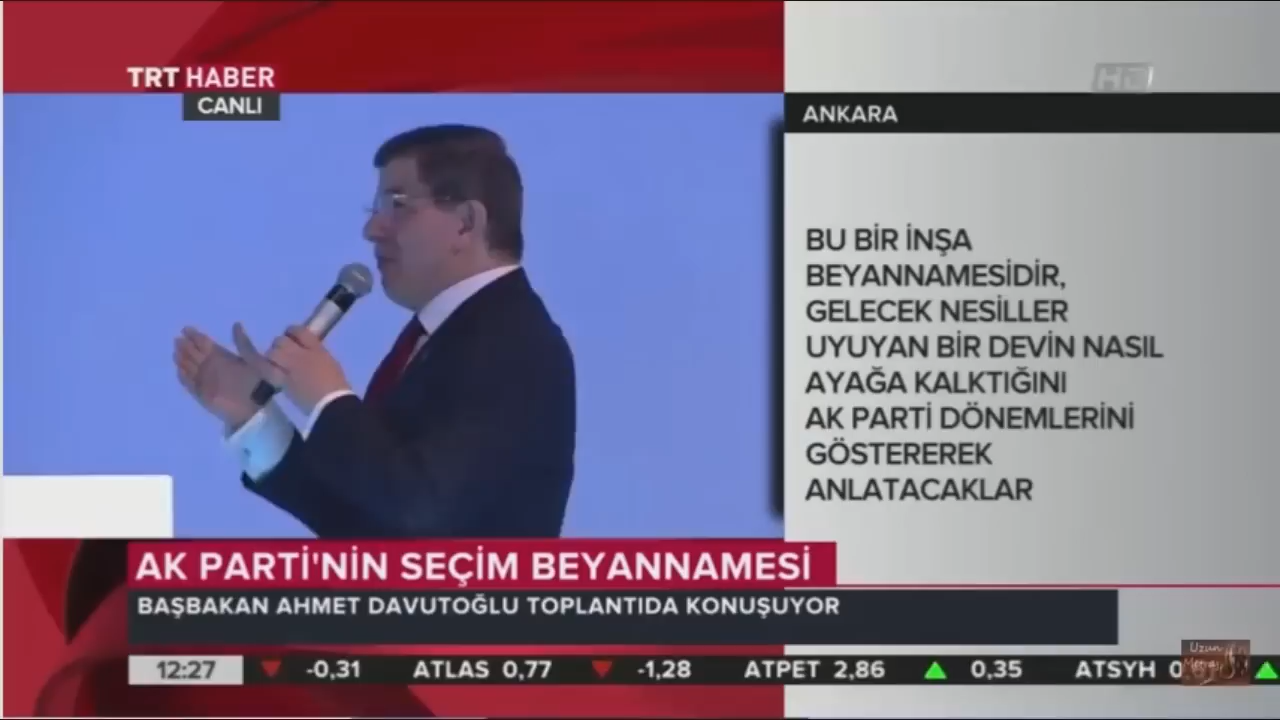 TRT HABER
CANLI
HD
ANKARA
BU BİR İNŞA
BEYANNAMESİDİR,
GELECEK NESİLLER
UYUYAN BİR DEVİN NASIL
AYAĞA KALKTIĞINI
AK PARTİ DÖNEMLERİNİ
GÖSTEREREK
ANLATACAKLAR
AK PARTİ'NİN SEÇİM BEYANNAMESİ
BAŞBAKAN AHMET DAVUTOĞLU TOPLANTIDA KONUŞUYOR
12:27 -0,31 ATLAS 0,77 -1,28 ATPET 2,86 0,35 ATSYH
Uzun